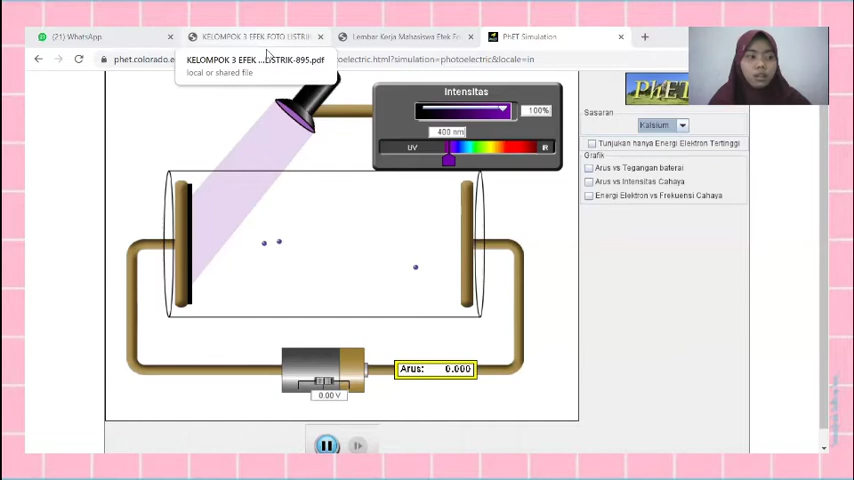 (21) WhatsApp
KELOMPOK 3 EFEK FOTO LISTRIK
Lembar Kerja Mahasiswa Efek Fo
PhET Simulation
phet.colorado.e
oelectric.html?simulation=photoelectric&locale=in
KELOMPOK 3 EFEK ...LISTRIK-895.pdf
local or shared file
Intensitas
100%
400 nm
UV
IR
PhET
Sasaran
Kalsium
Tunjukan hanya Energi Elektron Tertinggi
Grafik
Arus vs Tegangan baterai
Arus vs Intensitas Cahaya
Energi Elektron vs Frekuensi Cahaya
Arus: 0.000
0.00 V